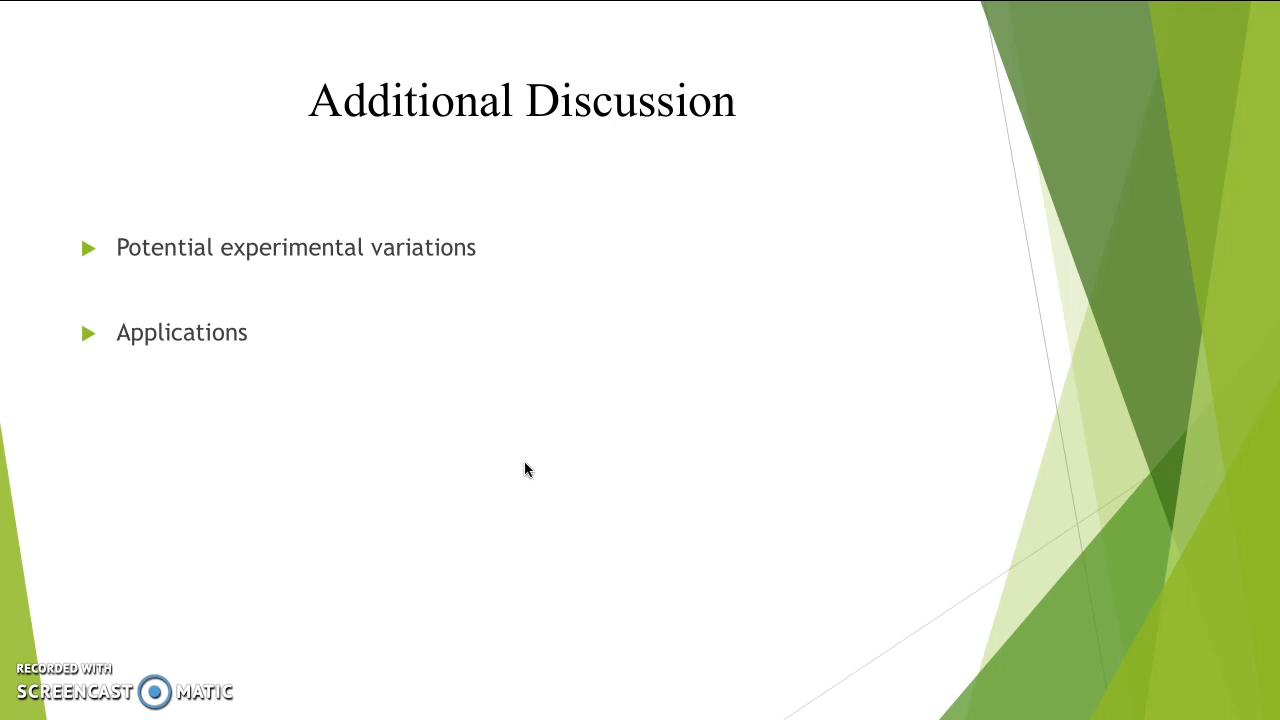 Additional Discussion
Potential experimental variations
Applications
RECORDED WITH
SCREENCAST MATIC